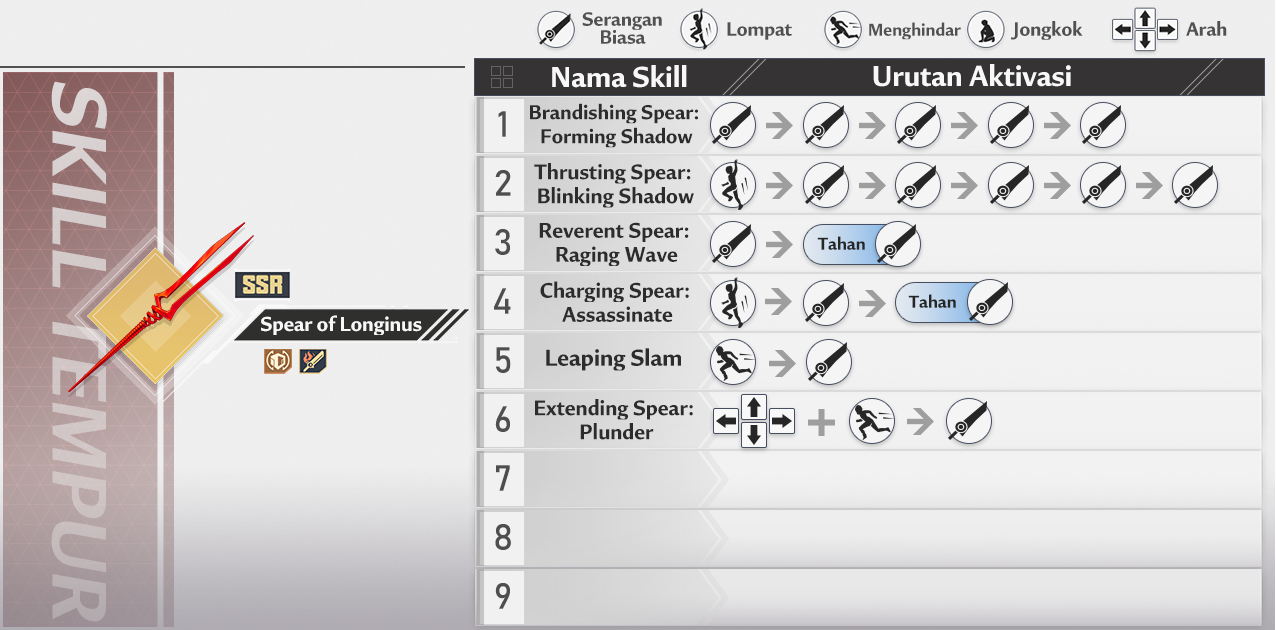 Serangan
Biasa
Lompat
Menghindar
Jongkok
Arah
SKILL TEMPUR
SSR
Spear of Longinus
Nama Skill
Urutan Aktivasi
1
Brandishing Spear:
Forming Shadow
2
Thrusting Spear:
Blinking Shadow
3
Reverent Spear:
Raging Wave
Tahan
4
Charging Spear:
Assassinate
Tahan
5
Leaping Slam
6
Extending Spear:
Plunder
7
8
9